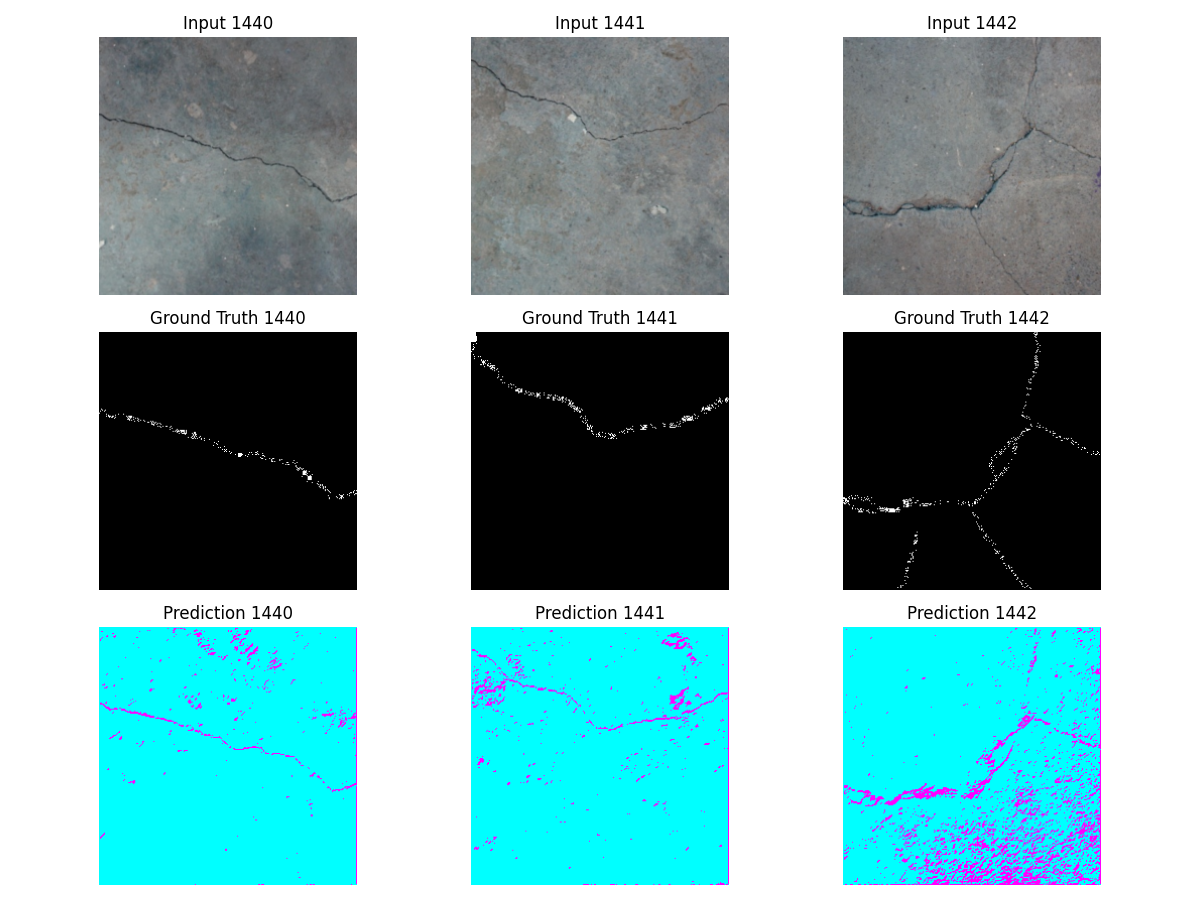 Input 1440
Input 1441
Input 1442
Ground Truth 1440
Ground Truth 1441
Ground Truth 1442
Prediction 1440
Prediction 1441
Prediction 1442